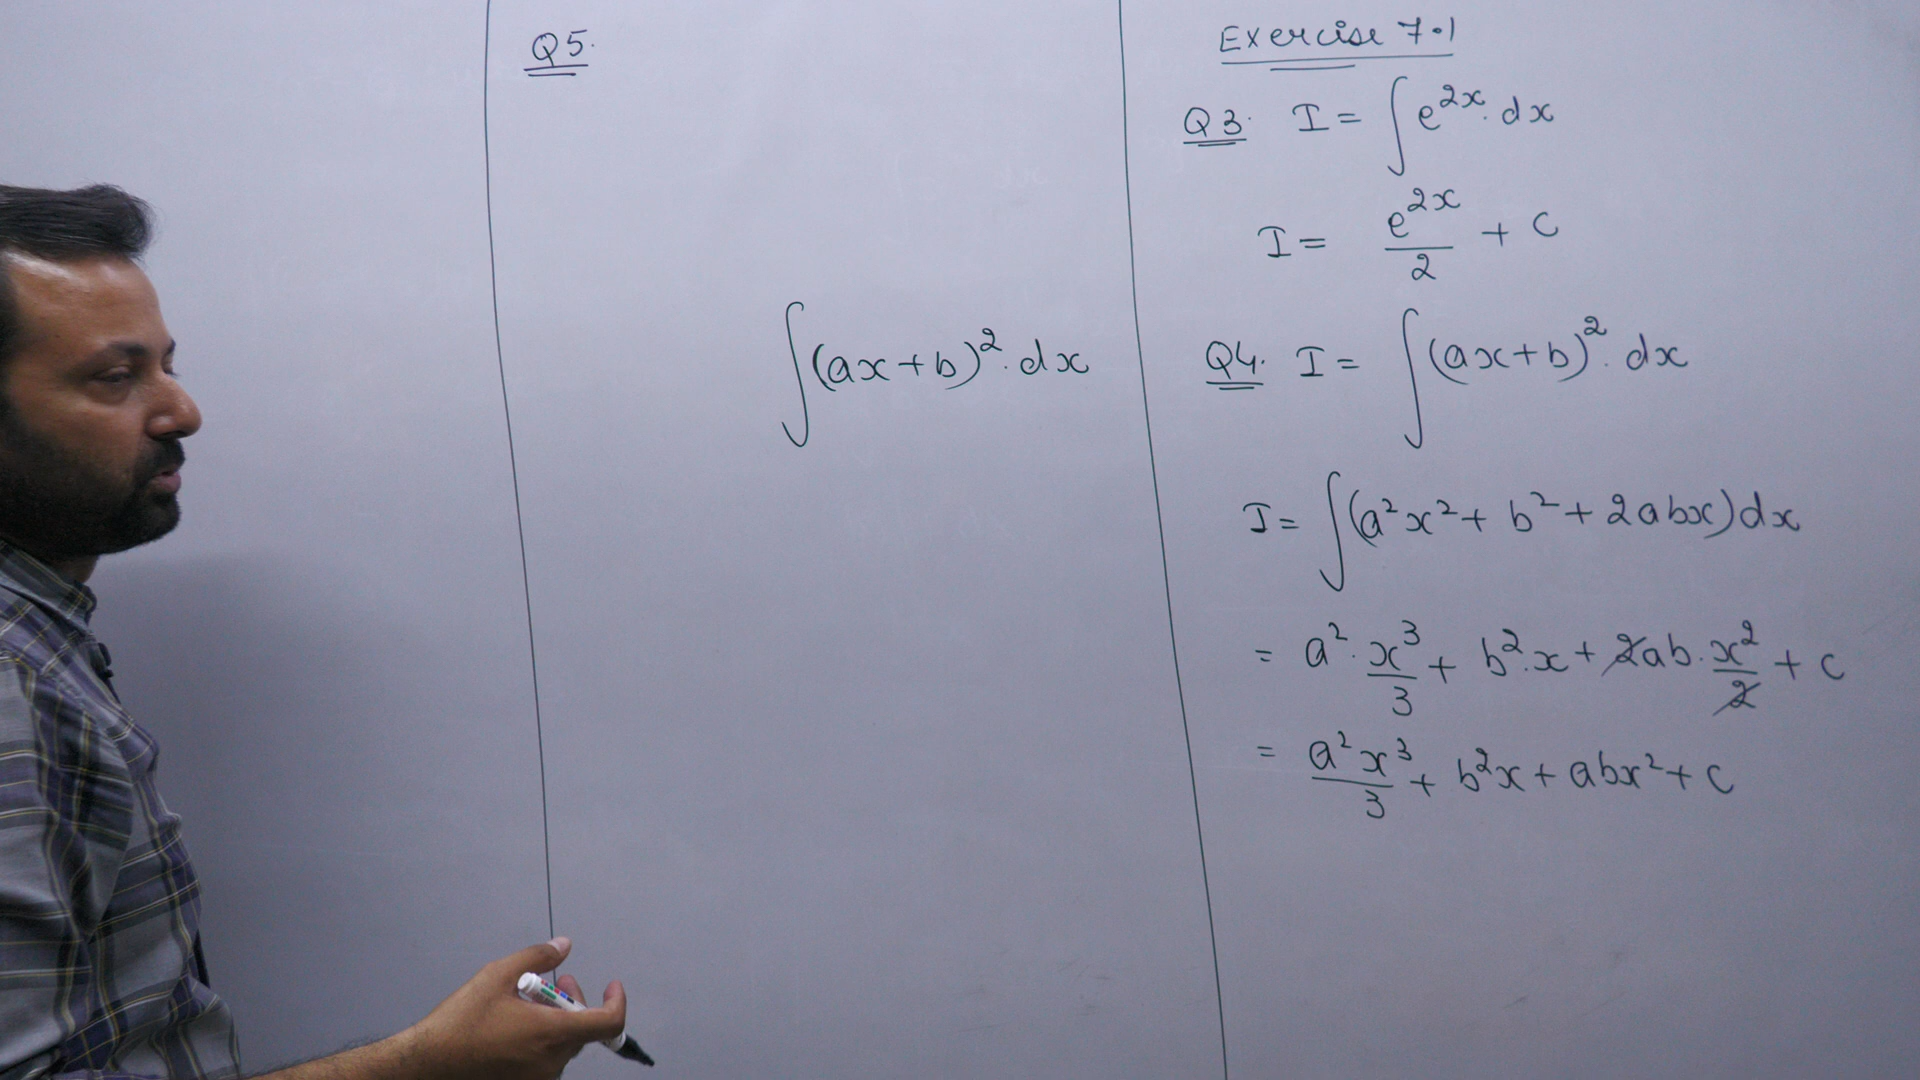 Q5.
∫(ax+b)².dx
Exercise 7.1
Q3. I = ∫e^{2x}.dx
I = e^{2x}/2 + c
Q4. I = ∫(ax+b)².dx
I = ∫(a²x² + b² + 2abx)dx
= a².x³/3 + b².x + 2ab.x²/2 + c
= a²x³/3 + b²x + abx² + c